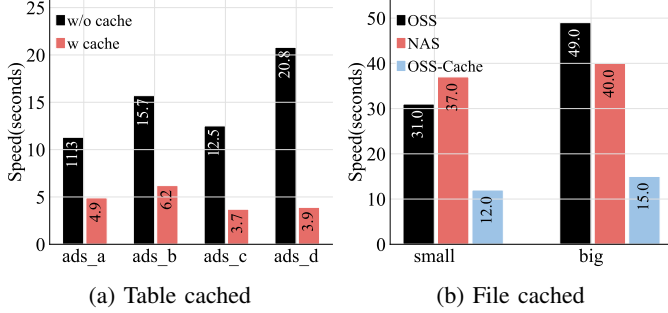 25
20
15
10
5
0
Speed(seconds)
w/o cache
w cache
11.3
4.9
15.7
6.2
12.5
3.7
20.8
3.9
ads_a
ads_b
ads_c
ads_d
(a) Table cached
50
40
30
20
10
0
Speed(seconds)
OSS
NAS
OSS-Cache
31.0
37.0
12.0
49.0
40.0
15.0
small
big
(b) File cached